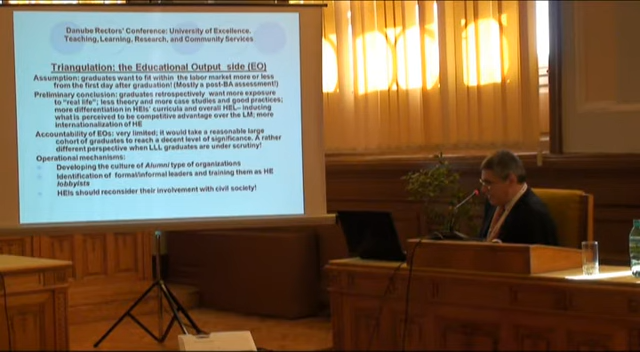 Danube Rectors' Conference: University of Excellence.
Teaching, Learning, Research, and Community Services
Triangulation: the Educational Output side (EO)
Assumption: graduates want to fit within the labor market more or less
from the first day after graduation! (Mostly a post-BA assessment!)
Preliminary conclusion: graduates retrospectively want more exposure
to "real life"; less theory and more case studies and good practices;
more differentiation in HEIs' curricula and overall HEL– inducing
what is perceived to be competitive advantage over the LM; more
internationalization of HE
Accountability of EOs: very limited; it would take a reasonable large
cohort of graduates to reach a decent level of significance. A rather
different perspective when LLL graduates are under scrutiny!
Operational mechanisms:
Developing the culture of Alumni type of organizations
Identification of formal/informal leaders and training them as HE
lobbyists
HEIs should reconsider their involvement with civil society!